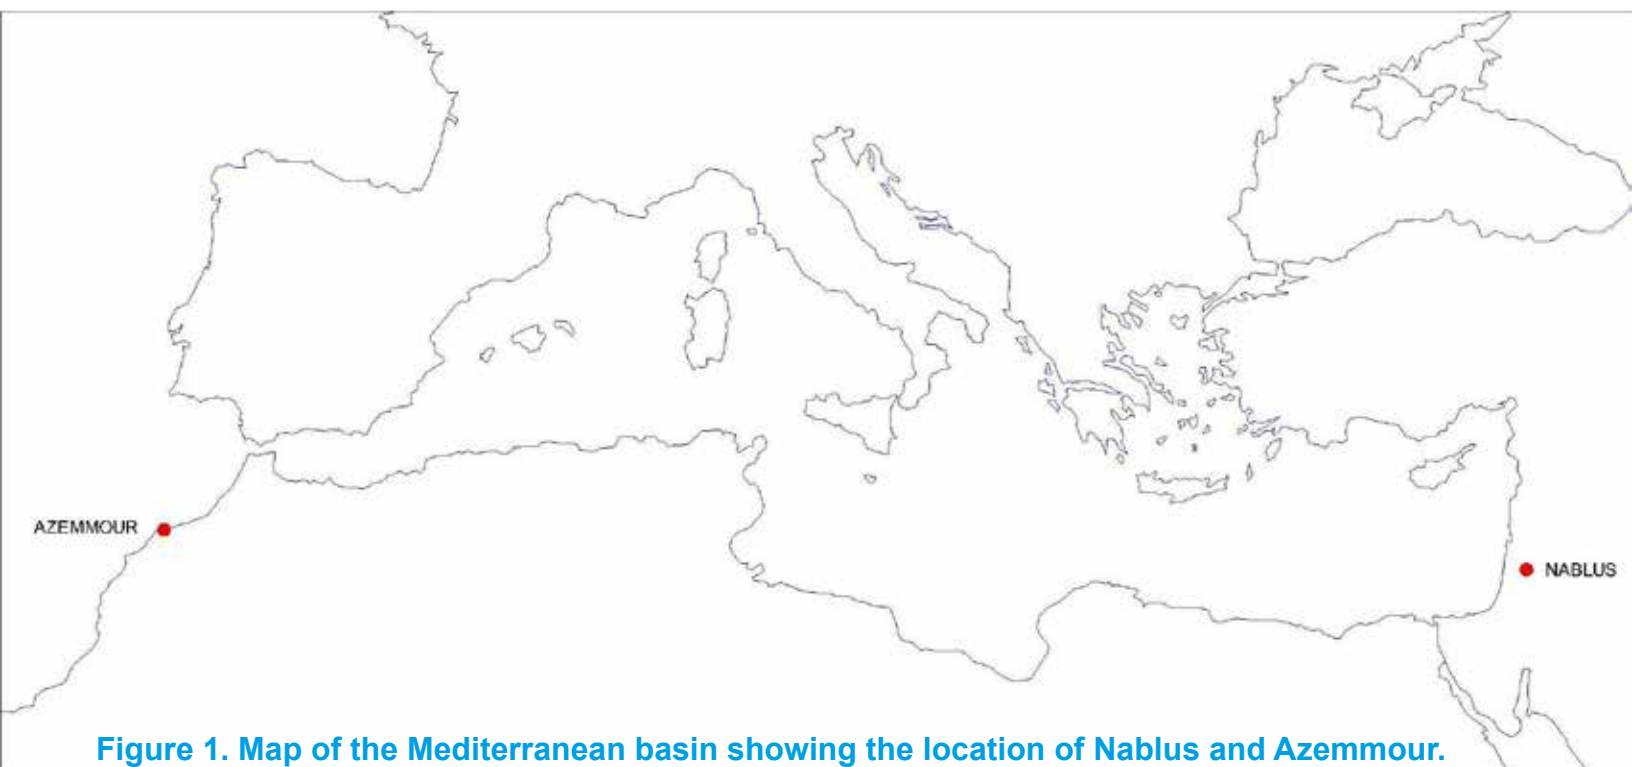 AZEMMOUR
NABLUS
Figure 1. Map of the Mediterranean basin showing the location of Nablus and Azemmour.